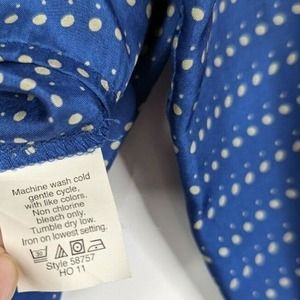 Machine wash cold
gentle cycle,
with like colors.
Non chlorine
bleach only.
Tumble dry low.
Iron on lowest setting.
Style 58757
HO 11